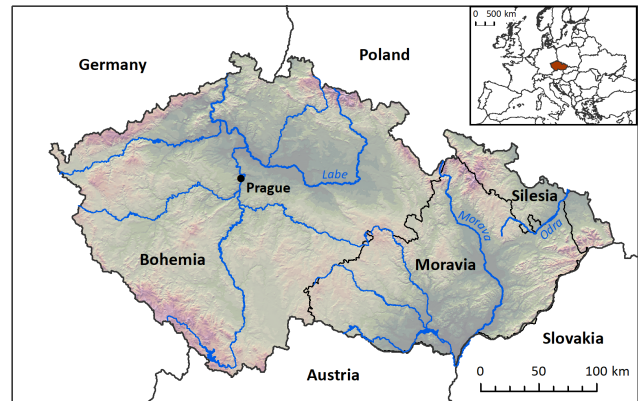 0 500 km
Poland
Germany
Labe
Prague
Silesia
Morava
Odra
Bohemia
Moravia
Slovakia
Austria
0 50 100 km